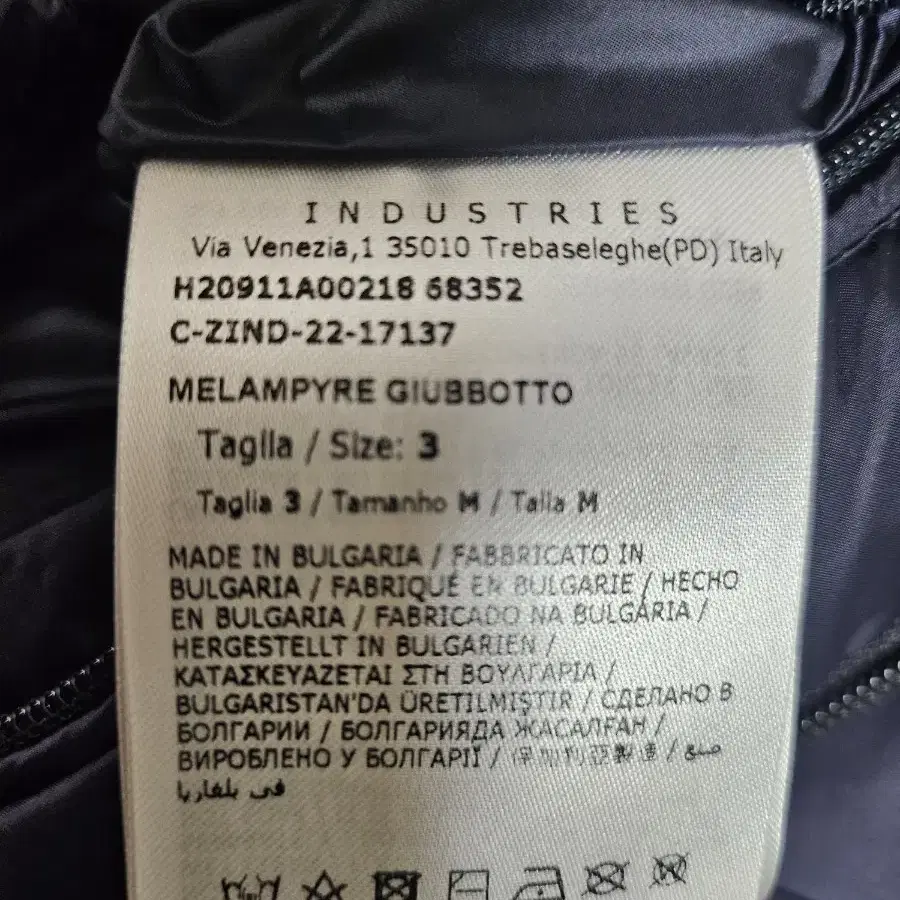 INDUSTRIES
Via Venezia,1 35010 Trebaseleghe(PD) Italy
H20911A00218 68352
C-ZIND-22-17137
MELAMPYRE GIUBBOTTO
Taglia / Size: 3
Taglia 3 / Tamanho M / Talla M
MADE IN BULGARIA / FABBRICATO IN
BULGARIA / FABRIQUÉ EN BULGARIE / HECHO
EN BULGARIA / FABRICADO NA BULGÁRIA /
HERGESTELLT IN BULGARIEN /
ΚΑΤΑΣΚΕΥΑΖΕΤΑΙ ΣΤΗ ΒΟΥΛΓΑΡΙΑ /
BULGARISTAN'DA ÜRETILMIŞTIR / СДЕЛАНО В
БОЛГАРИИ / БОЛГАРИЯДА ЖАСАЛҒАН /
ВИРОБЛЕНО У БОЛГАРІЇ / 保加利亞製造 / صنع
في بلغاريا